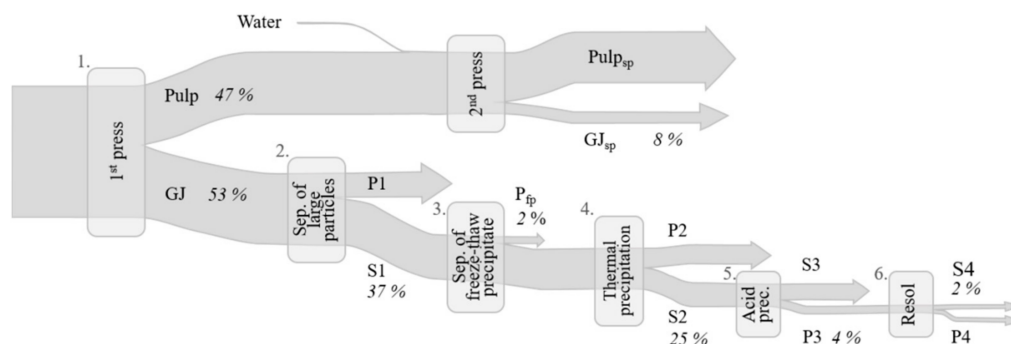 Water
1.
1st press
Pulp 47 %
2nd press
Pulpsp
GJsp 8 %
GJ 53 %
2.
Sep. of
large
particles
P1
S1
37 %
3.
Sep. of
freeze-thaw
precipitate
Pfp
2 %
4.
Thermal
precipitation
P2
S2
25 %
5.
Acid
prec.
S3
P3 4 %
6.
Resol
S4
2 %
P4